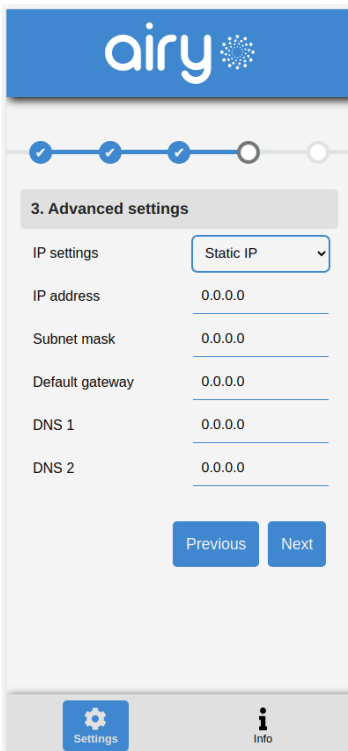 airy
3. Advanced settings
IP settings Static IP
IP address 0.0.0.0
Subnet mask 0.0.0.0
Default gateway 0.0.0.0
DNS 1 0.0.0.0
DNS 2 0.0.0.0
Previous Next
Settings Info